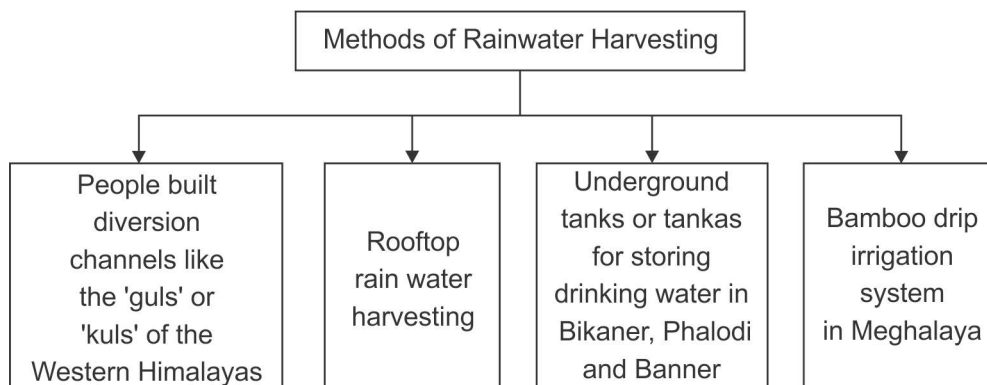 Methods of Rainwater Harvesting
People built
diversion
channels like
the 'guls' or
'kuls' of the
Western Himalayas
Rooftop
rain water
harvesting
Underground
tanks or tankas
for storing
drinking water in
Bikaner, Phalodi
and Banner
Bamboo drip
irrigation
system
in Meghalaya